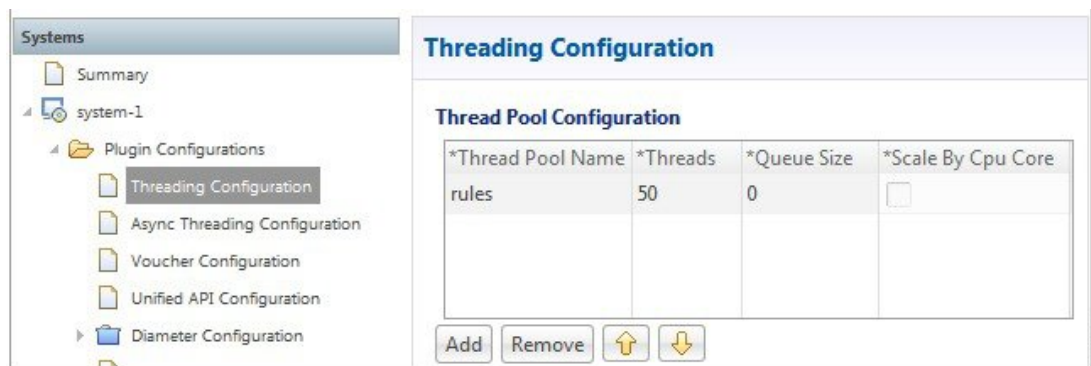 Systems
Summary
system-1
Plugin Configurations
Threading Configuration
Async Threading Configuration
Voucher Configuration
Unified API Configuration
Diameter Configuration
Threading Configuration
Thread Pool Configuration
*Thread Pool Name *Threads *Queue Size *Scale By Cpu Core
rules 50 0
Add Remove